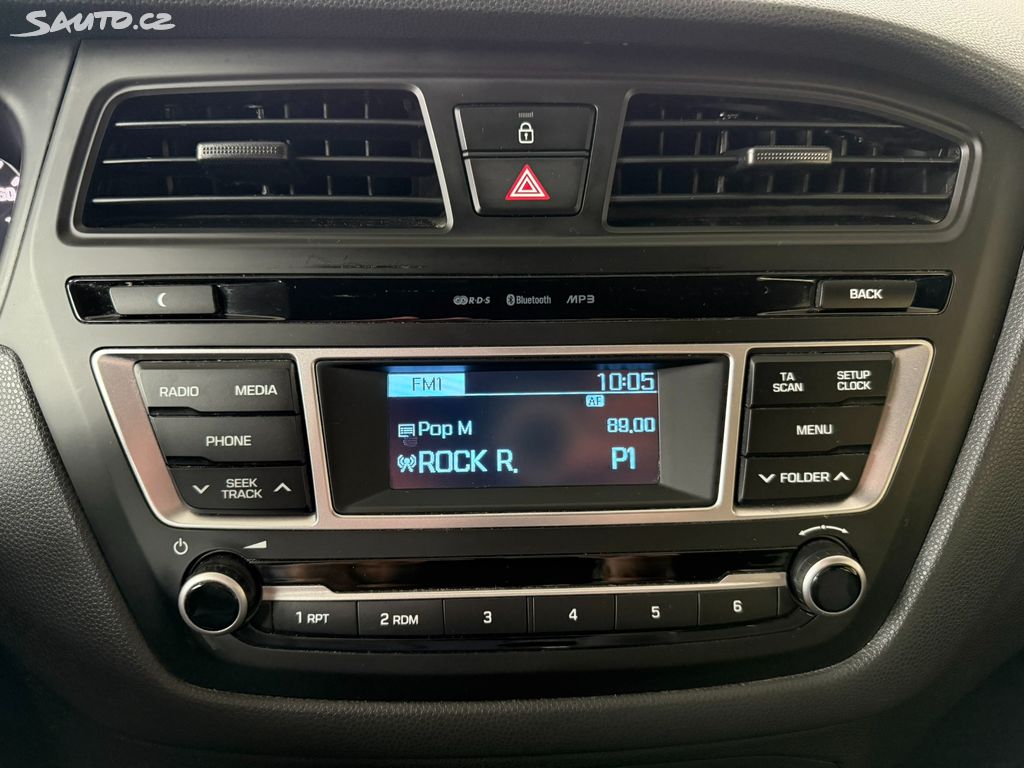 Sauto.cz
R·D·S Bluetooth MP3
BACK
RADIO MEDIA
PHONE
SEEK
TRACK
FM1 10:05
AF
Pop M 89.00
ROCK R. P1
TA
SCAN
SETUP
CLOCK
MENU
FOLDER
1 RPT 2 RDM 3 4 5 6